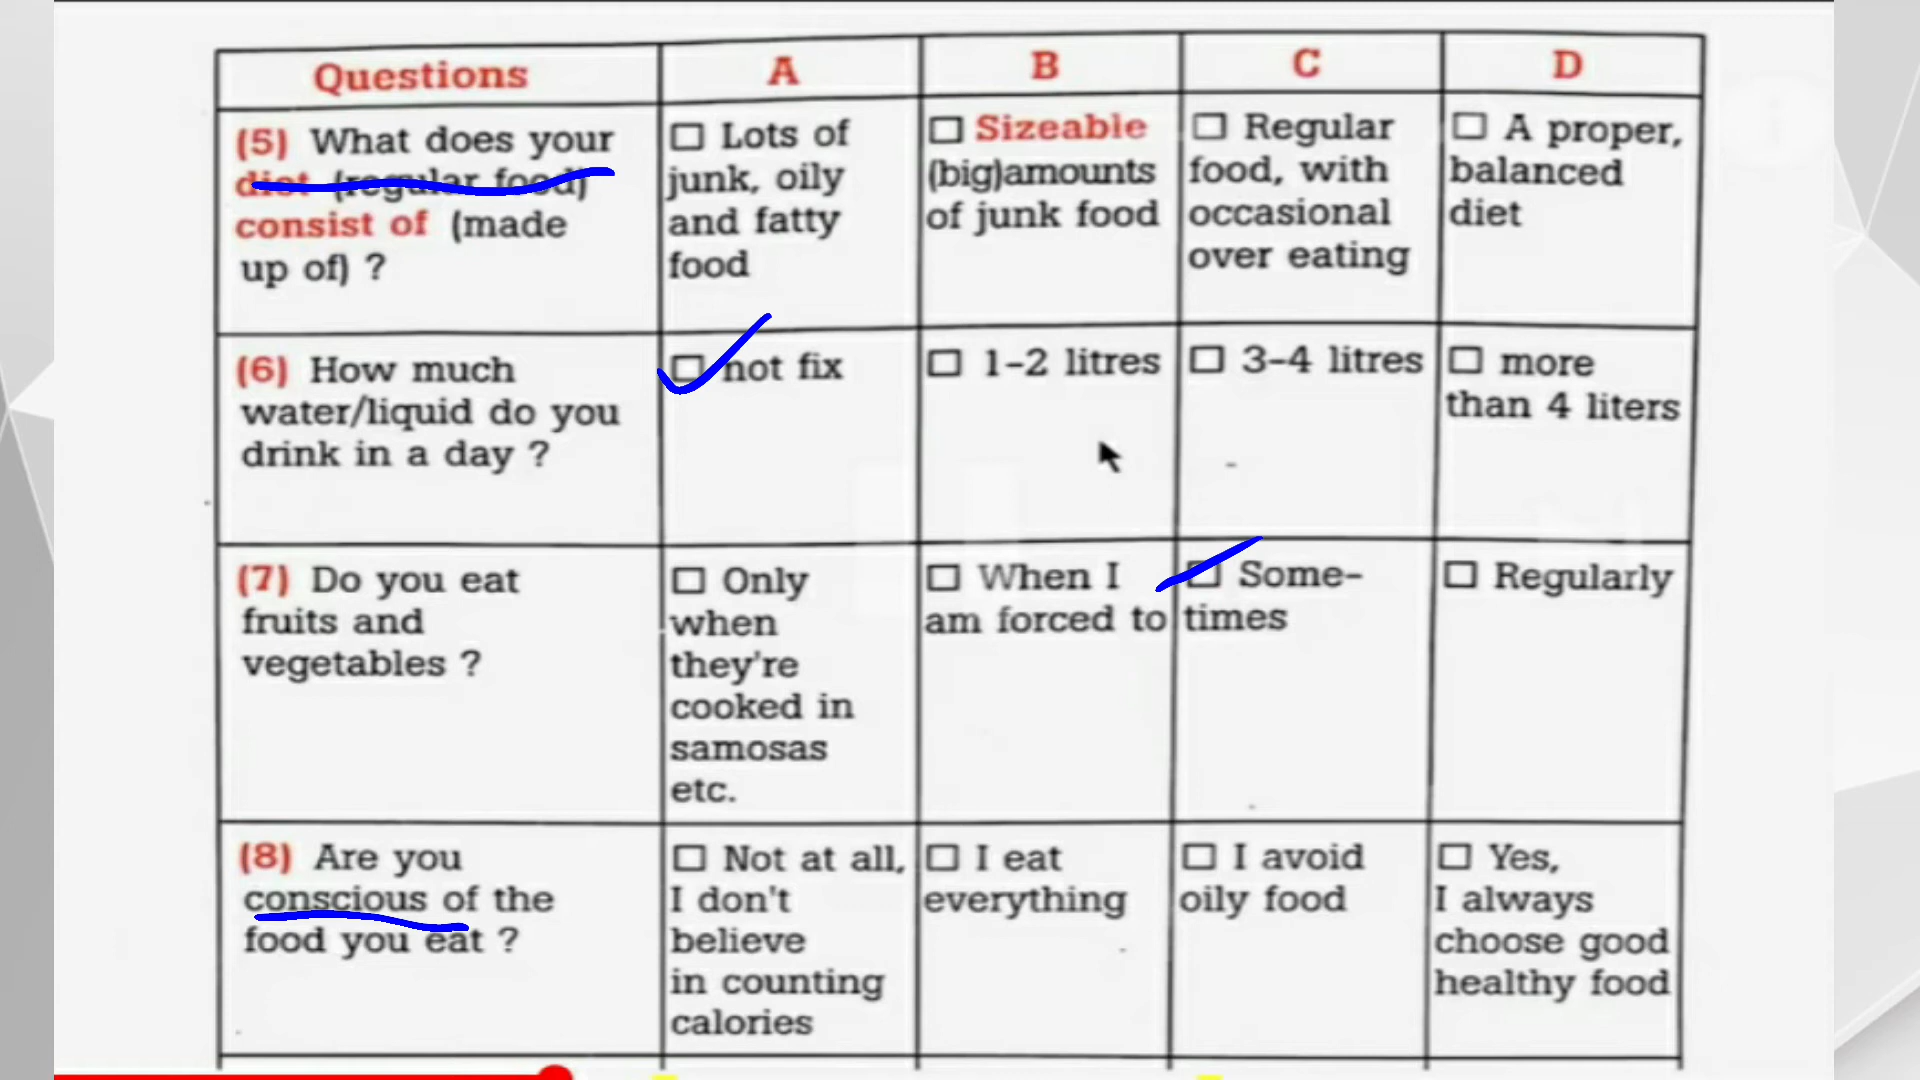 Questions
A
B
C
D
(5) What does your
diet (regular food)
consist of (made
up of) ?
☐ Lots of
junk, oily
and fatty
food
☐ Sizeable
(big)amounts
of junk food
☐ Regular
food, with
occasional
over eating
☐ A proper,
balanced
diet
(6) How much
water/liquid do you
drink in a day ?
☐ not fix
☐ 1–2 litres
☐ 3–4 litres
☐ more
than 4 liters
(7) Do you eat
fruits and
vegetables ?
☐ Only
when
they're
cooked in
samosas
etc.
☐ When I
am forced to
☐ Some–
times
☐ Regularly
(8) Are you
conscious of the
food you eat ?
☐ Not at all,
I don't
believe
in counting
calories
☐ I eat
everything
☐ I avoid
oily food
☐ Yes,
I always
choose good
healthy food